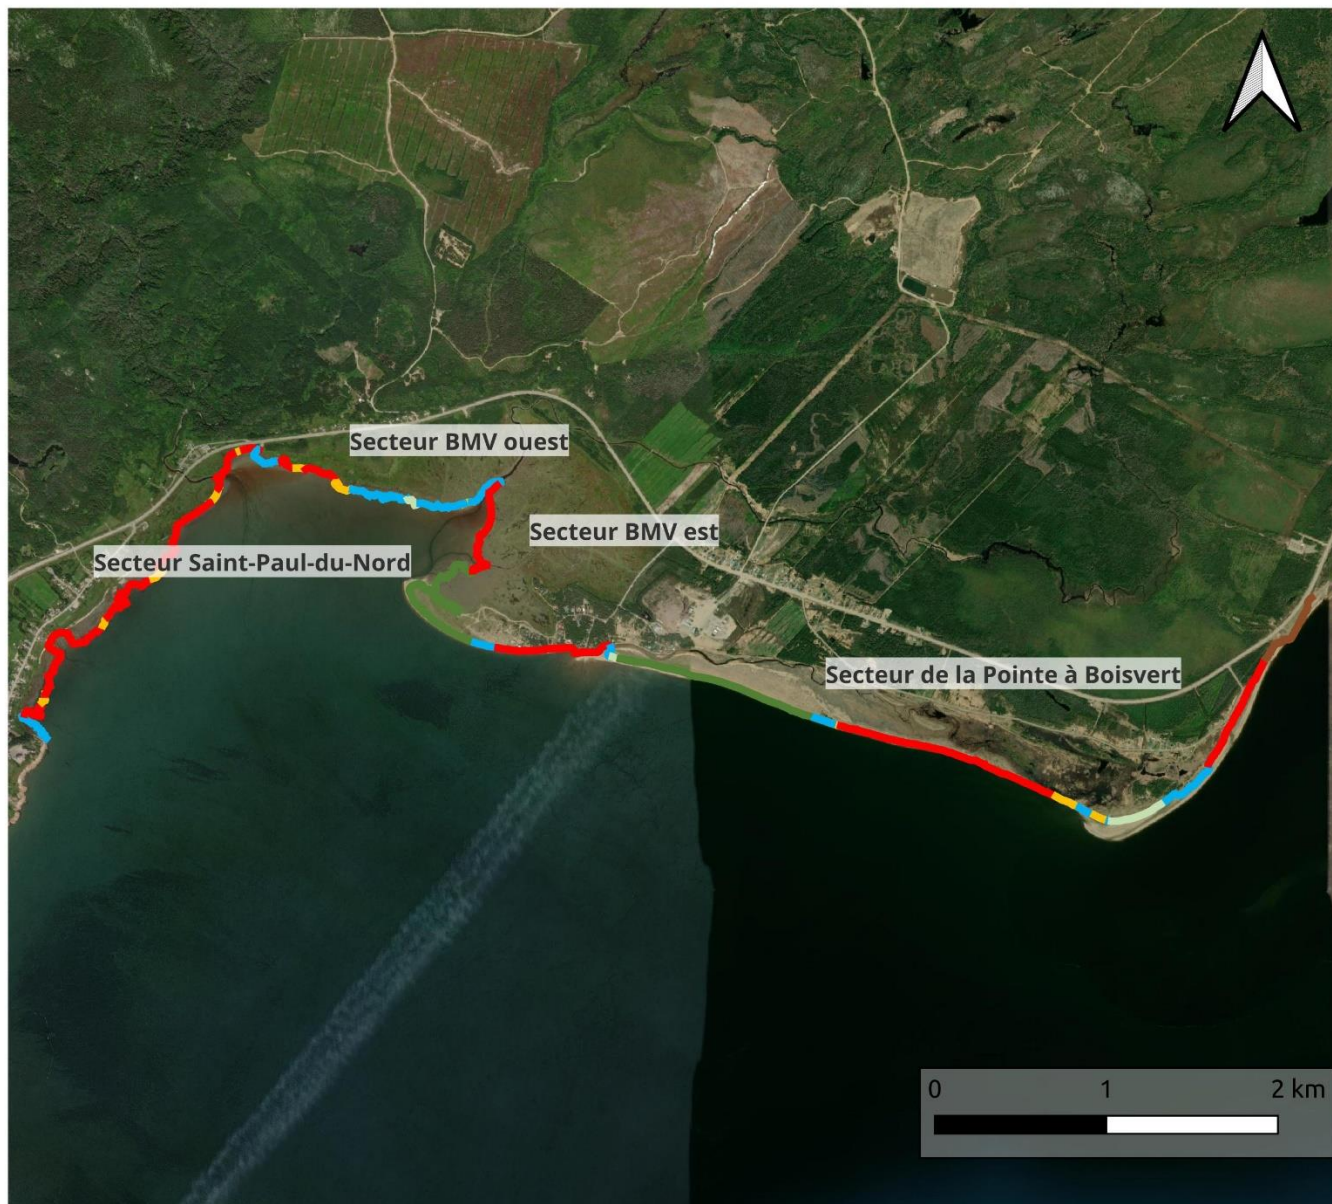 Secteur BMV ouest
Secteur BMV est
Secteur Saint-Paul-du-Nord
Secteur de la Pointe à Boisvert
0 1 2 km